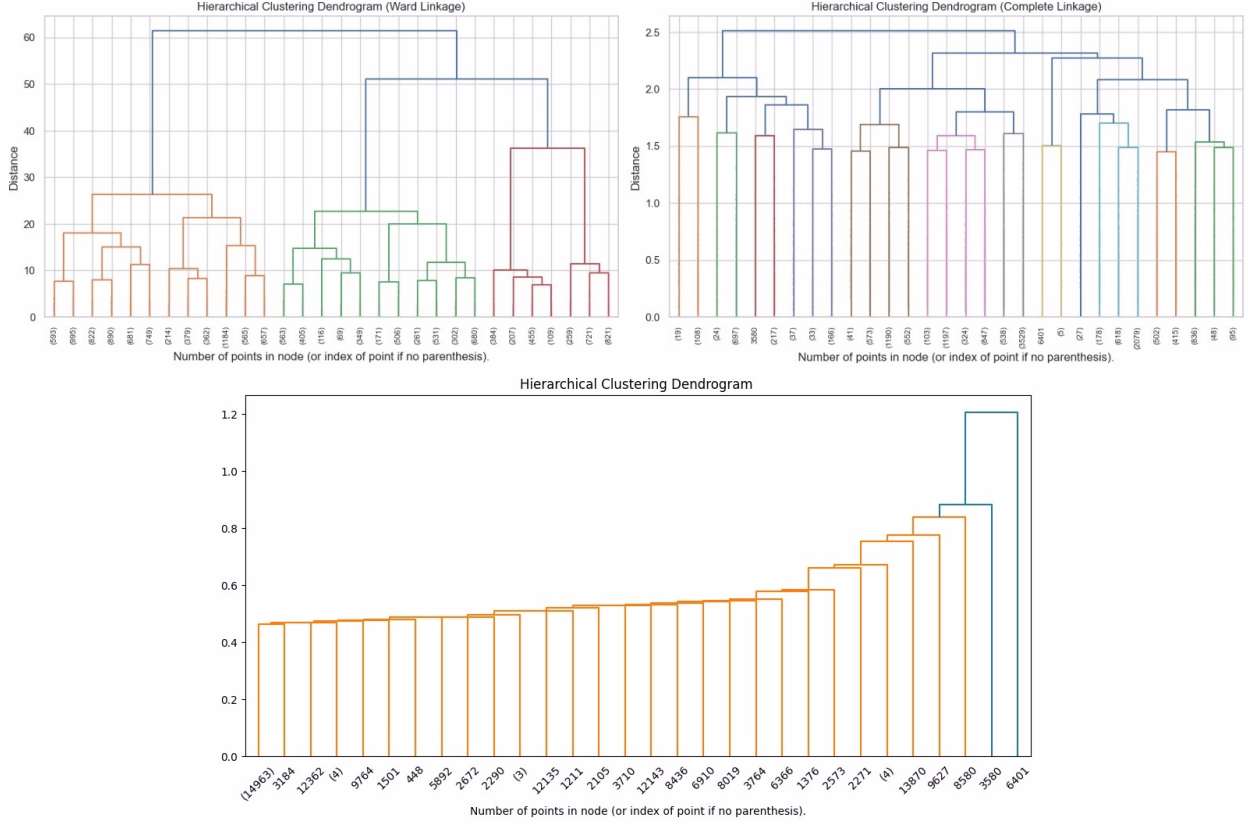 Hierarchical Clustering Dendrogram (Ward Linkage)
60
50
40
30
20
10
0
Distance
(593) (995) (822) (890) (681) (749) (214) (379) (362) (1184) (565) (657) (563) (405) (116) (69) (349) (171) (506) (261) (531) (302) (680) (384) (207) (455) (109) (259) (721) (821)
Number of points in node (or index of point if no parenthesis).
Hierarchical Clustering Dendrogram (Complete Linkage)
2.5
2.0
1.5
1.0
0.5
0.0
Distance
(19) (108) (24) (697) 3580 (217) (37) (33) (166) (41) (573) (1190) (552) (103) (1197) (324) (847) (538) (3529) 6401 (5) (27) (178) (618) (2079) (502) (415) (836) (48) (95)
Number of points in node (or index of point if no parenthesis).
Hierarchical Clustering Dendrogram
1.2
1.0
0.8
0.6
0.4
0.2
0.0
(14963) 3184 12362 (4) 9764 1501 448 5892 2672 2290 (3) 12135 1211 2105 3710 12143 8436 6910 8019 3764 6366 1376 2573 2271 (4) 13870 9627 8580 3580 6401
Number of points in node (or index of point if no parenthesis).